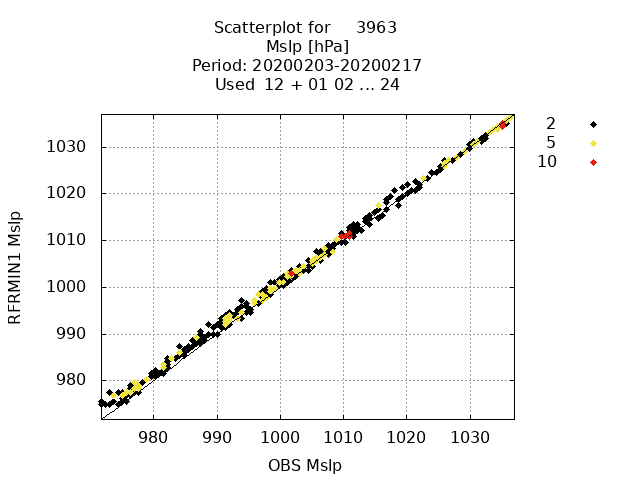 Scatterplot for 3963
Mslp [hPa]
Period: 20200203-20200217
Used 12 + 01 02 ... 24
2
5
10
RFRMIN1 Mslp
1030
1020
1010
1000
990
980
980 990 1000 1010 1020 1030
OBS Mslp